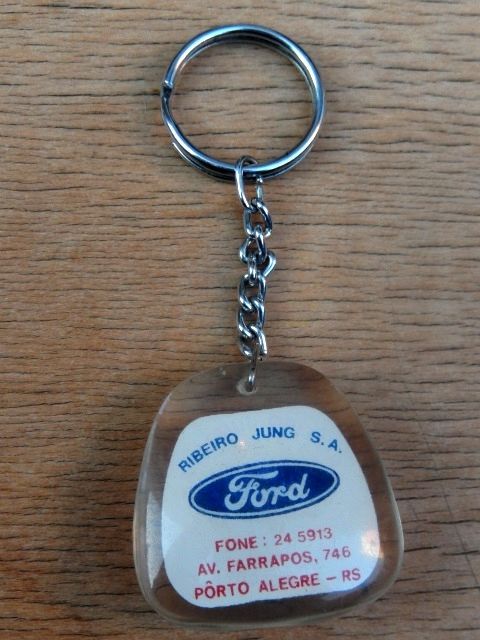 RIBEIRO JUNG S.A.
Ford
FONE: 24 5913
AV. FARRAPOS, 746
PÔRTO ALEGRE – RS